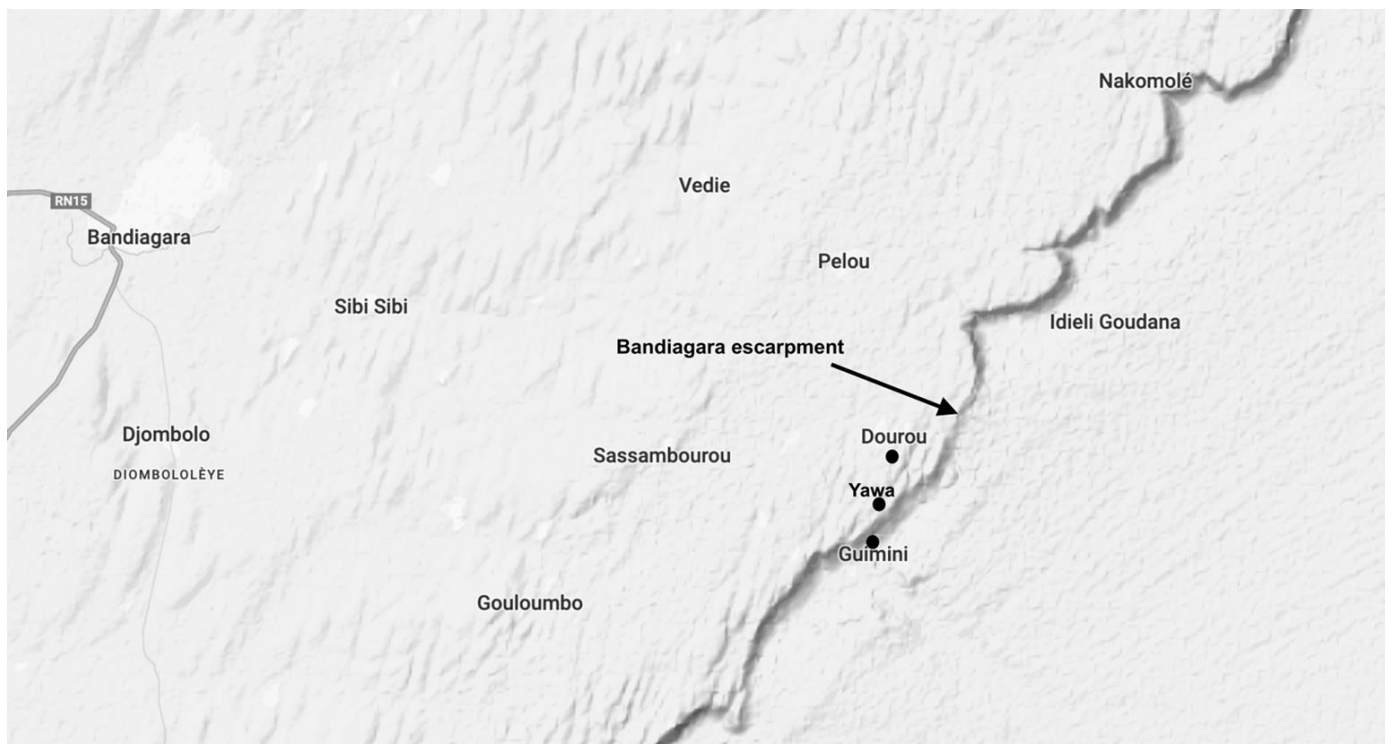 Nakomolé
Vedie
RN15
Bandiagara
Pelou
Sibi Sibi
Idieli Goudana
Bandiagara escarpment
Djombolo
Dourou
Sassambourou
DIOMBOLOLÈYE
Yawa
Guimini
Gouloumbo